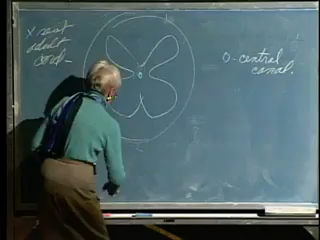 X sect
adult
cord-
O-central
canal.